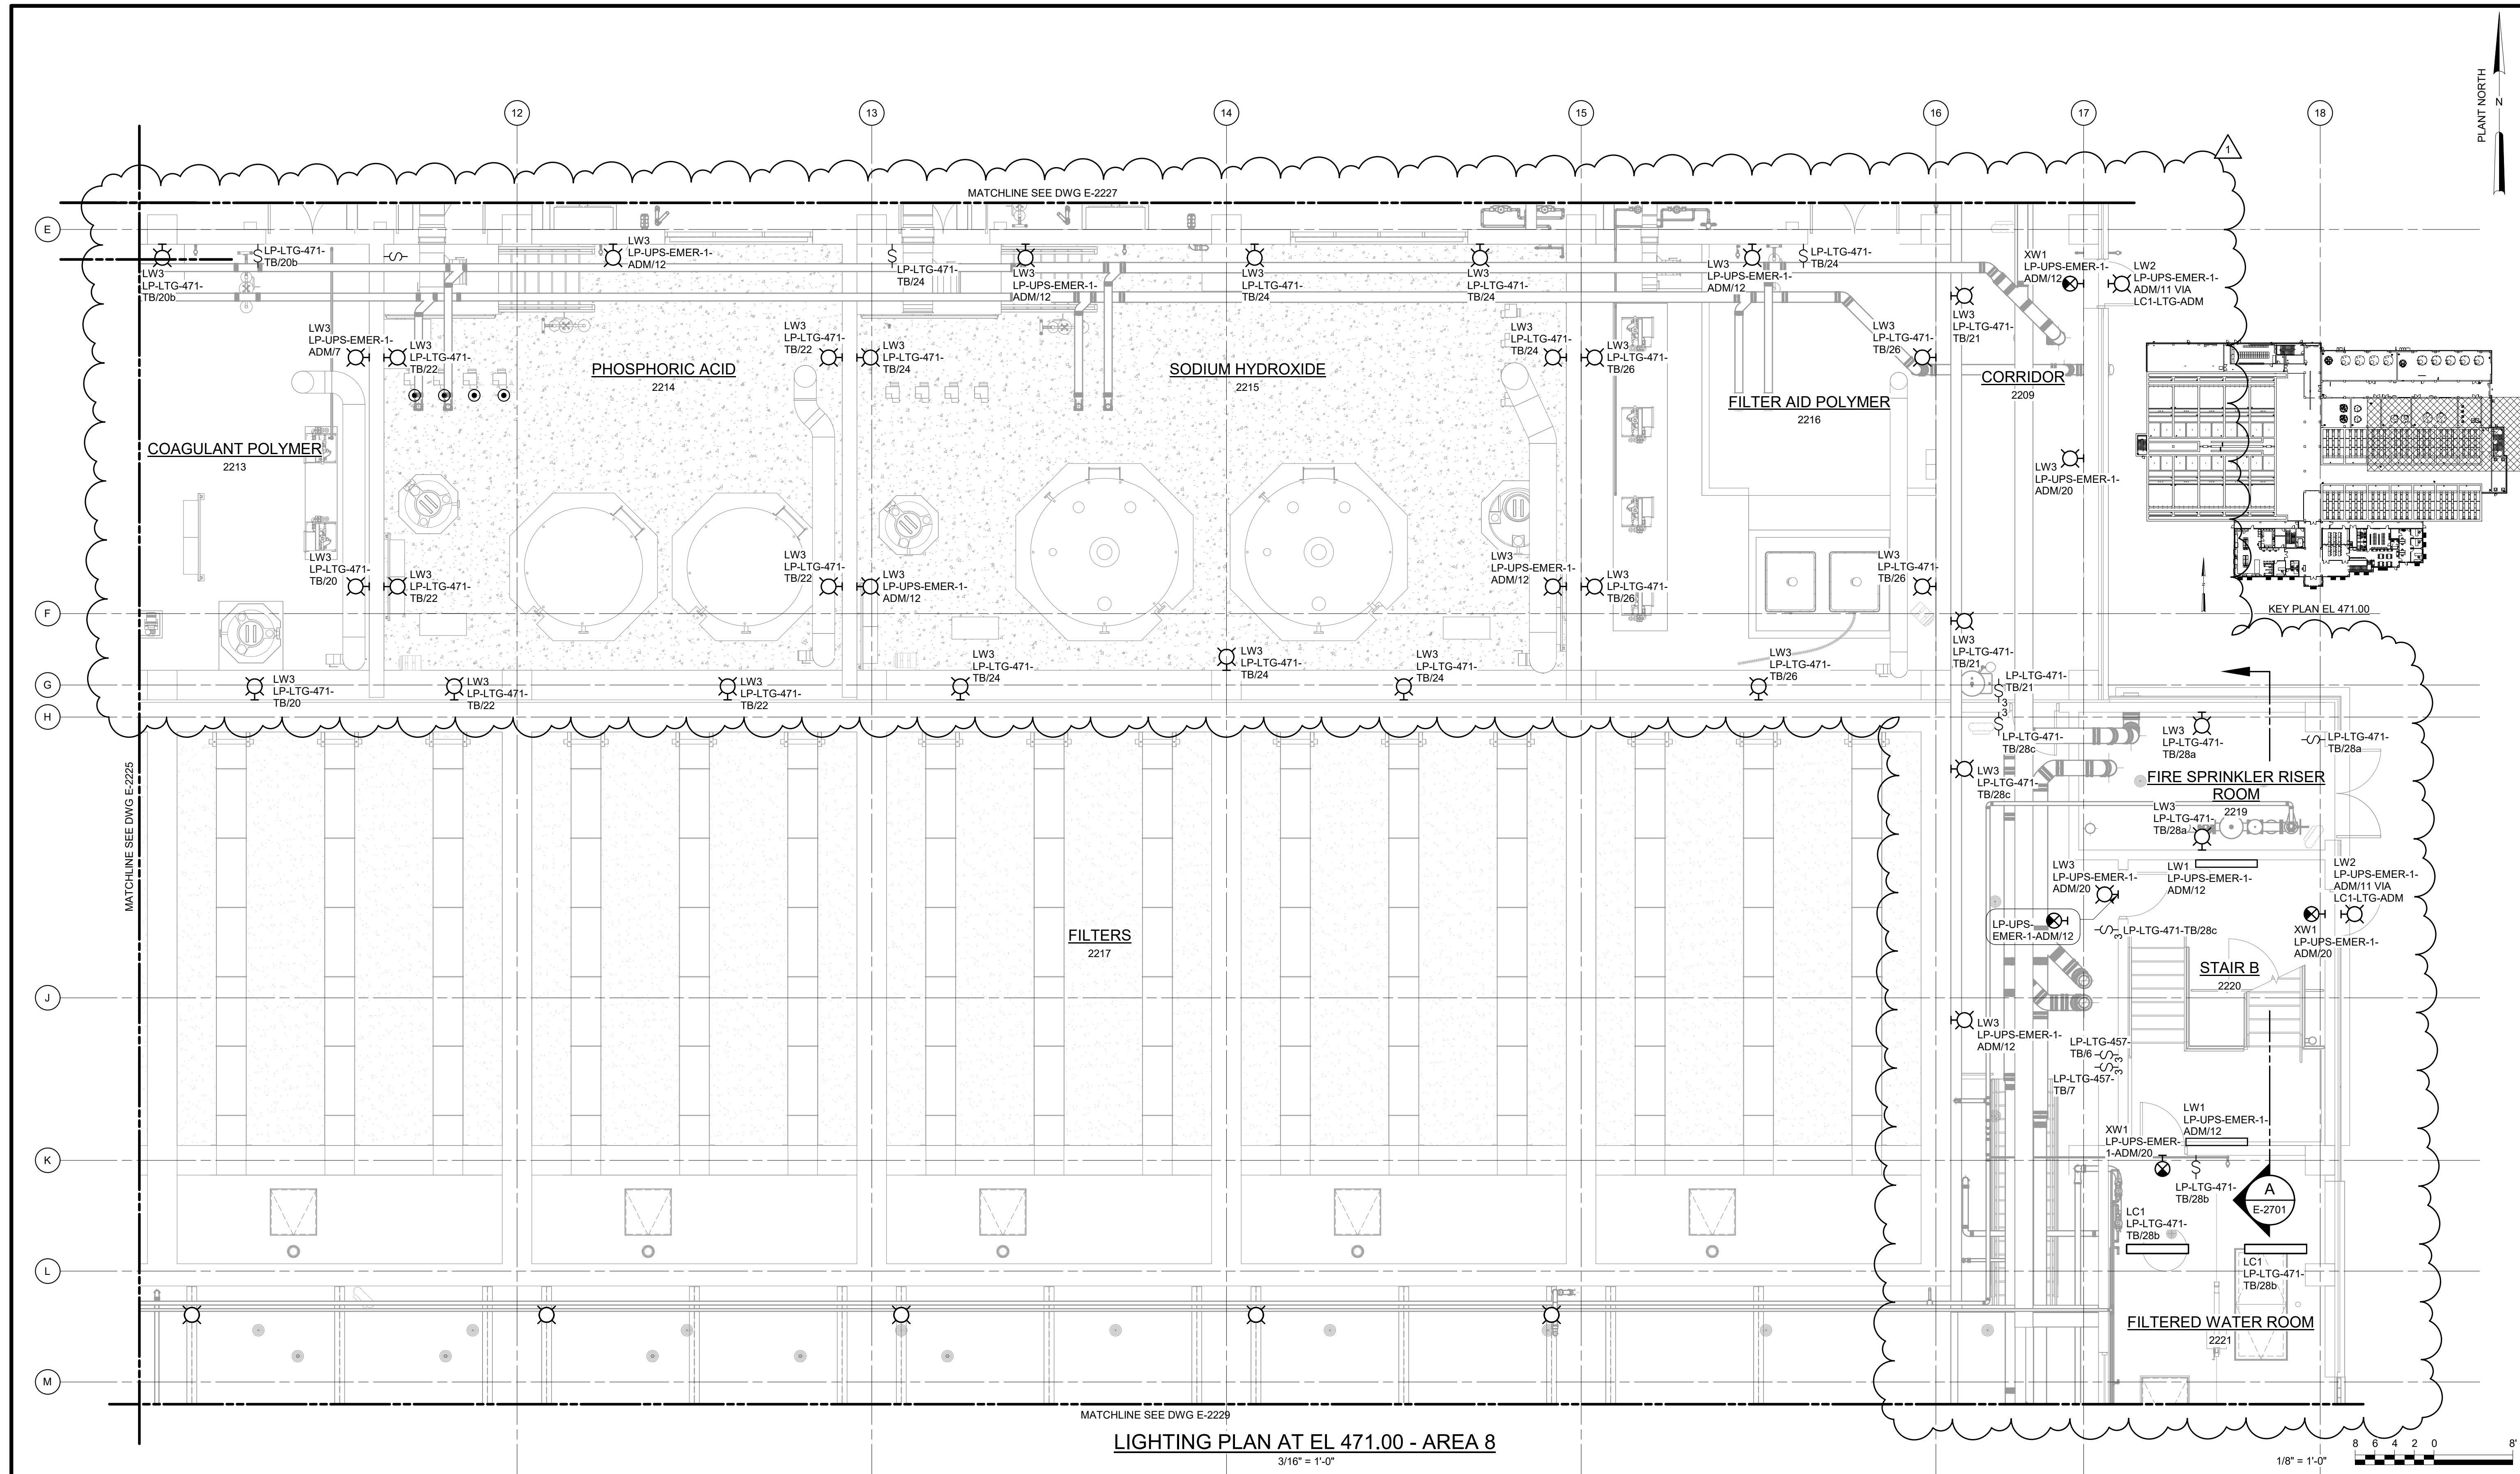 PLANT NORTH
N
12
13
14
15
16
17
18
1
MATCHLINE SEE DWG E-2227
E
LW3
LP-LTG-471-
TB/20b
LP-LTG-471-
TB/20b
S
LW3
LP-UPS-EMER-1-
ADM/12
S
LP-LTG-471-
TB/24
LW3
LP-UPS-EMER-1-
ADM/12
LW3
LP-LTG-471-
TB/24
LW3
LP-LTG-471-
TB/24
LW3
LP-UPS-EMER-1-
ADM/12
S
LP-LTG-471-
TB/24
XW1
LP-UPS-EMER-1-
ADM/12
LW2
LP-UPS-EMER-1-
ADM/11 VIA
LC1-LTG-ADM
LW3
LP-LTG-471-
TB/21
LW3
LP-UPS-EMER-1-
ADM/7
LW3
LP-LTG-471-
TB/22
LW3
LP-LTG-471-
TB/22
LW3
LP-LTG-471-
TB/24
LW3
LP-LTG-471-
TB/24
LW3
LP-LTG-471-
TB/26
LW3
LP-LTG-471-
TB/26
PHOSPHORIC ACID
2214
SODIUM HYDROXIDE
2215
FILTER AID POLYMER
2216
CORRIDOR
2209
COAGULANT POLYMER
2213
LW3
LP-UPS-EMER-1-
ADM/20
LW3
LP-LTG-471-
TB/20
LW3
LP-LTG-471-
TB/22
LW3
LP-LTG-471-
TB/22
LW3
LP-UPS-EMER-1-
ADM/12
LW3
LP-UPS-EMER-1-
ADM/12
LW3
LP-LTG-471-
TB/26
LW3
LP-LTG-471-
TB/26
KEY PLAN EL 471.00
F
LW3
LP-LTG-471-
TB/21
G
LW3
LP-LTG-471-
TB/20
LW3
LP-LTG-471-
TB/22
LW3
LP-LTG-471-
TB/22
LW3
LP-LTG-471-
TB/24
LW3
LP-LTG-471-
TB/24
LW3
LP-LTG-471-
TB/24
LW3
LP-LTG-471-
TB/26
S
3
LP-LTG-471-
TB/21
H
3
S
LP-LTG-471-
TB/28c
LW3
LP-LTG-471-
TB/28a
S
LP-LTG-471-
TB/28a
LW3
LP-LTG-471-
TB/28c
FIRE SPRINKLER RISER
ROOM
2219
LW3
LP-LTG-471-
TB/28a
MATCHLINE SEE DWG E-2225
LW3
LP-UPS-EMER-1-
ADM/20
LW1
LP-UPS-EMER-1-
ADM/12
LW2
LP-UPS-EMER-1-
ADM/11 VIA
LC1-LTG-ADM
LP-UPS-
EMER-1-ADM/12
S
3
LP-LTG-471-TB/28c
XW1
LP-UPS-EMER-1-
ADM/20
FILTERS
2217
STAIR B
2220
J
LW3
LP-UPS-EMER-1-
ADM/12
LP-LTG-457-
TB/6
S
3
S
3
LP-LTG-457-
TB/7
LW1
LP-UPS-EMER-1-
ADM/12
XW1
LP-UPS-EMER-
1-ADM/20
K
S
LP-LTG-471-
TB/28b
A
E-2701
LC1
LP-LTG-471-
TB/28b
L
LC1
LP-LTG-471-
TB/28b
FILTERED WATER ROOM
2221
M
MATCHLINE SEE DWG E-2229
LIGHTING PLAN AT EL 471.00 - AREA 8
3/16" = 1'-0"
1/8" = 1'-0"
8 6 4 2 0 8'